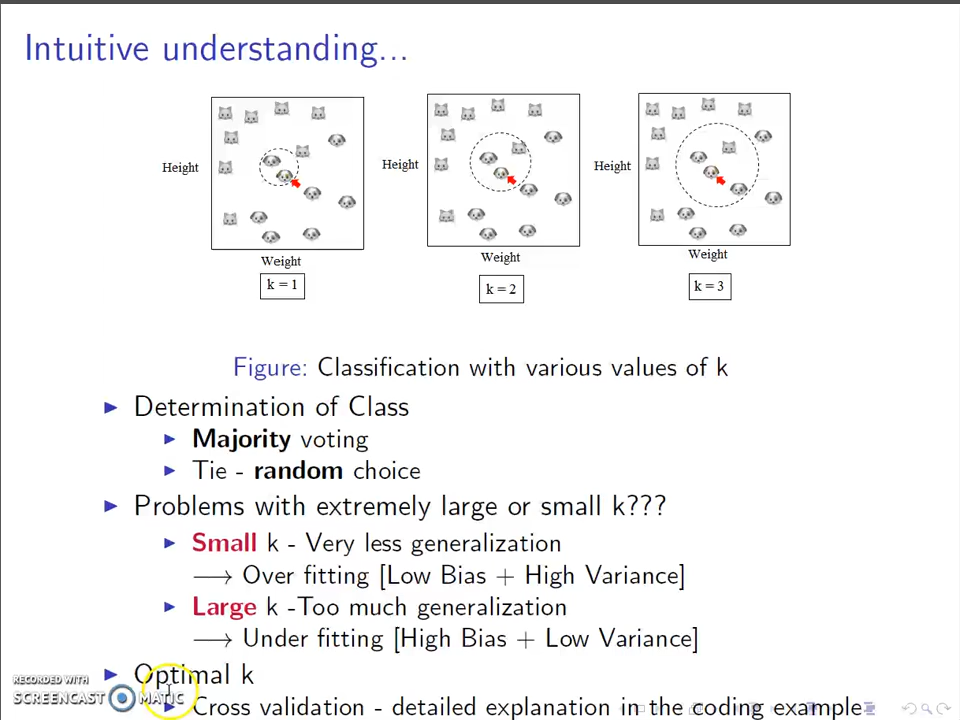 Intuitive understanding...
Height
Height
Height
Weight
Weight
Weight
k = 1
k = 2
k = 3
Figure: Classification with various values of k
Determination of Class
Majority voting
Tie - random choice
Problems with extremely large or small k???
Small k - Very less generalization
⟶ Over fitting [Low Bias + High Variance]
Large k -Too much generalization
⟶ Under fitting [High Bias + Low Variance]
Optimal k
Cross validation - detailed explanation in the coding example
RECORDED WITH
SCREENCAST MATIC